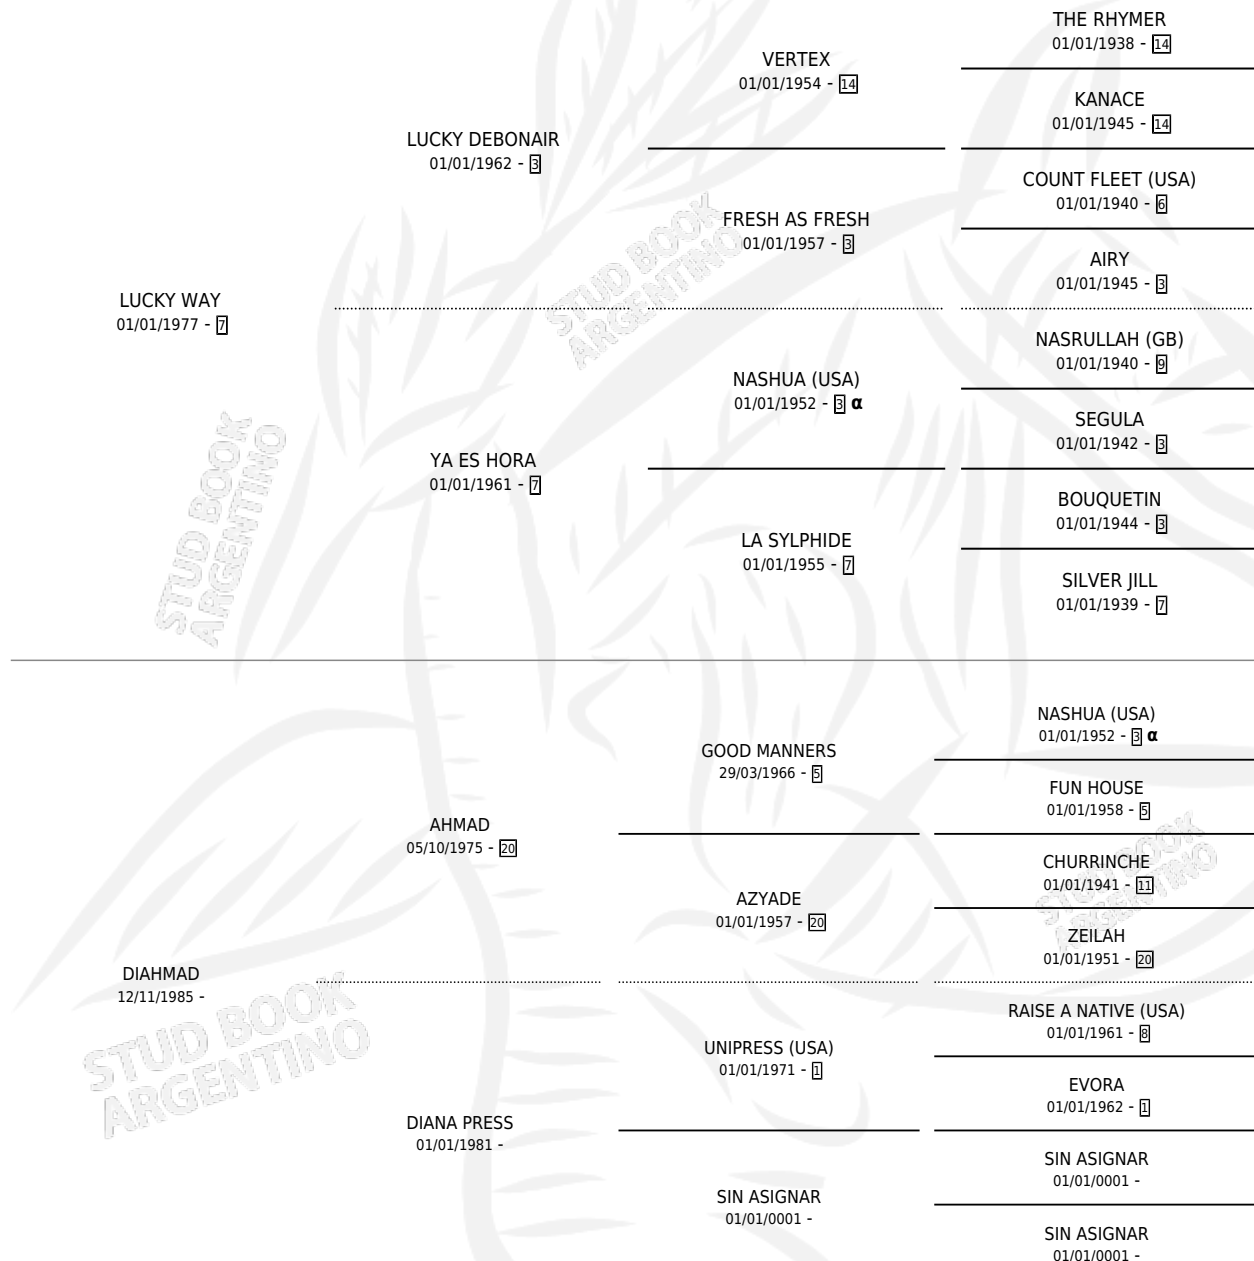 THE RHYMER
01/01/1938 - 14
VERTEX
01/01/1954 - 14
KANACE
01/01/1945 - 14
LUCKY DEBONAIR
01/01/1962 - 3
COUNT FLEET (USA)
01/01/1940 - 6
FRESH AS FRESH
01/01/1957 - 3
AIRY
01/01/1945 - 3
LUCKY WAY
01/01/1977 - 7
NASRULLAH (GB)
01/01/1940 - 9
NASHUA (USA)
01/01/1952 - 3 α
SEGULA
01/01/1942 - 3
YA ES HORA
01/01/1961 - 7
BOUQUETIN
01/01/1944 - 3
LA SYLPHIDE
01/01/1955 - 7
SILVER JILL
01/01/1939 - 7
NASHUA (USA)
01/01/1952 - 3 α
GOOD MANNERS
29/03/1966 - 5
FUN HOUSE
01/01/1958 - 5
AHMAD
05/10/1975 - 20
CHURRINCHE
01/01/1941 - 11
AZYADE
01/01/1957 - 20
ZEILAH
01/01/1951 - 20
DIAHMAD
12/11/1985 -
RAISE A NATIVE (USA)
01/01/1961 - 8
UNIPRESS (USA)
01/01/1971 - 1
EVORA
01/01/1962 - 1
DIANA PRESS
01/01/1981 -
SIN ASIGNAR
01/01/0001 -
SIN ASIGNAR
01/01/0001 -
SIN ASIGNAR
01/01/0001 -
STUD BOOK
ARGENTINO
STUD BOOK
ARGENTINO
STUD BOOK
ARGENTINO
STUD BOOK
ARGENTINO